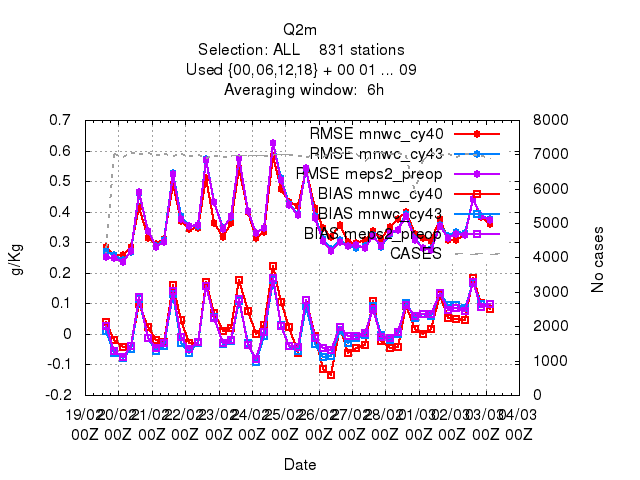 Q2m
Selection: ALL 831 stations
Used {00,06,12,18} + 00 01 ... 09
Averaging window: 6h
0.7
0.6
0.5
0.4
0.3
0.2
0.1
0
-0.1
-0.2
g/Kg
8000
7000
6000
5000
4000
3000
2000
1000
0
No cases
RMSE mnwc_cy40
RMSE mnwc_cy43
RMSE meps2_preop
BIAS mnwc_cy40
BIAS mnwc_cy43
BIAS meps2_preop
CASES
19/02 20/02 21/02 22/02 23/02 24/02 25/02 26/02 27/02 28/02 01/03 02/03 03/03 04/03
00Z 00Z 00Z 00Z 00Z 00Z 00Z 00Z 00Z 00Z 00Z 00Z 00Z 00Z
Date